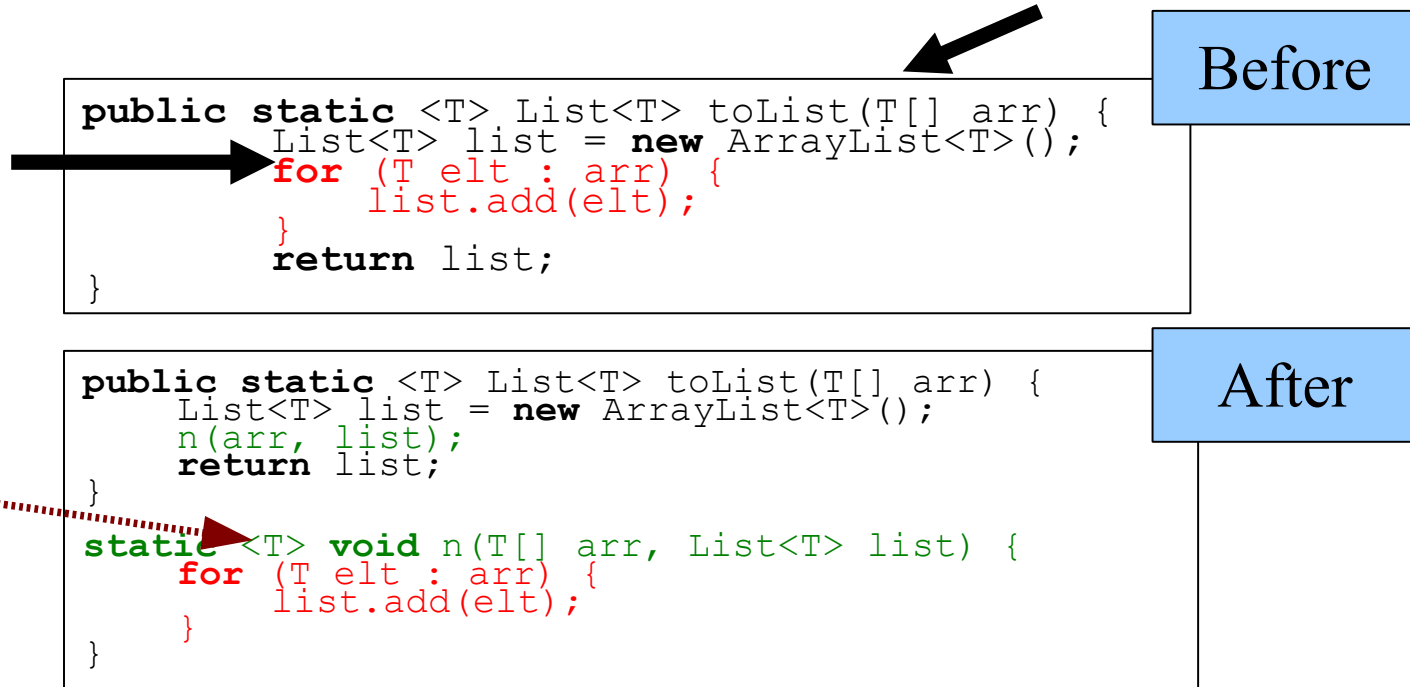 Before
public static <T> List<T> toList(T[] arr) {
List<T> list = new ArrayList<T>();
for (T elt : arr) {
list.add(elt);
}
return list;
}
After
public static <T> List<T> toList(T[] arr) {
List<T> list = new ArrayList<T>();
n(arr, list);
return list;
}
static <T> void n(T[] arr, List<T> list) {
for (T elt : arr) {
list.add(elt);
}
}